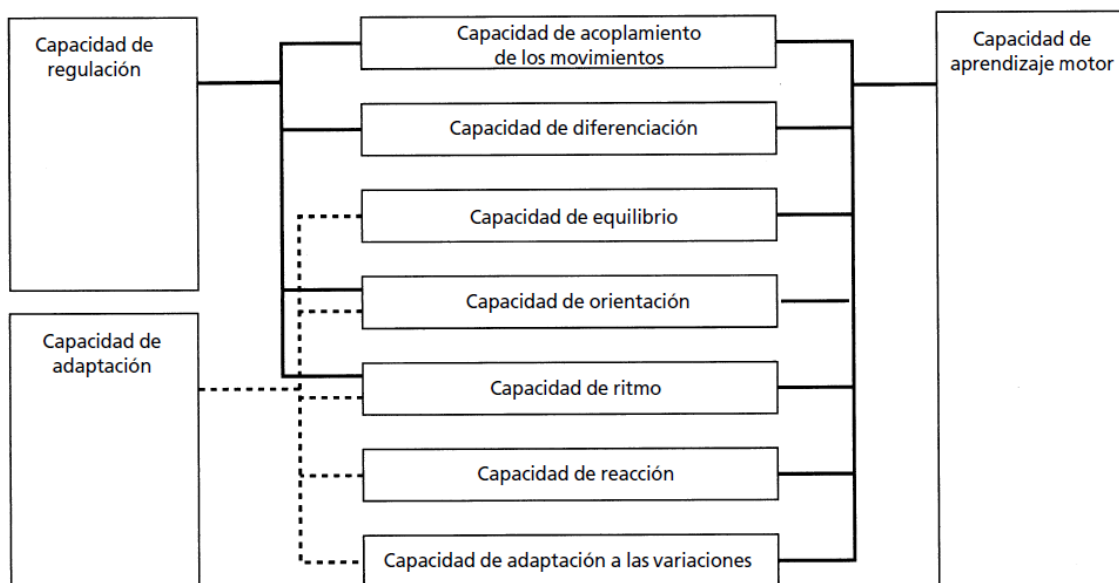 Capacidad de
regulación
Capacidad de
adaptación
Capacidad de acoplamiento
de los movimientos
Capacidad de diferenciación
Capacidad de equilibrio
Capacidad de orientación
Capacidad de ritmo
Capacidad de reacción
Capacidad de adaptación a las variaciones
Capacidad de
aprendizaje motor